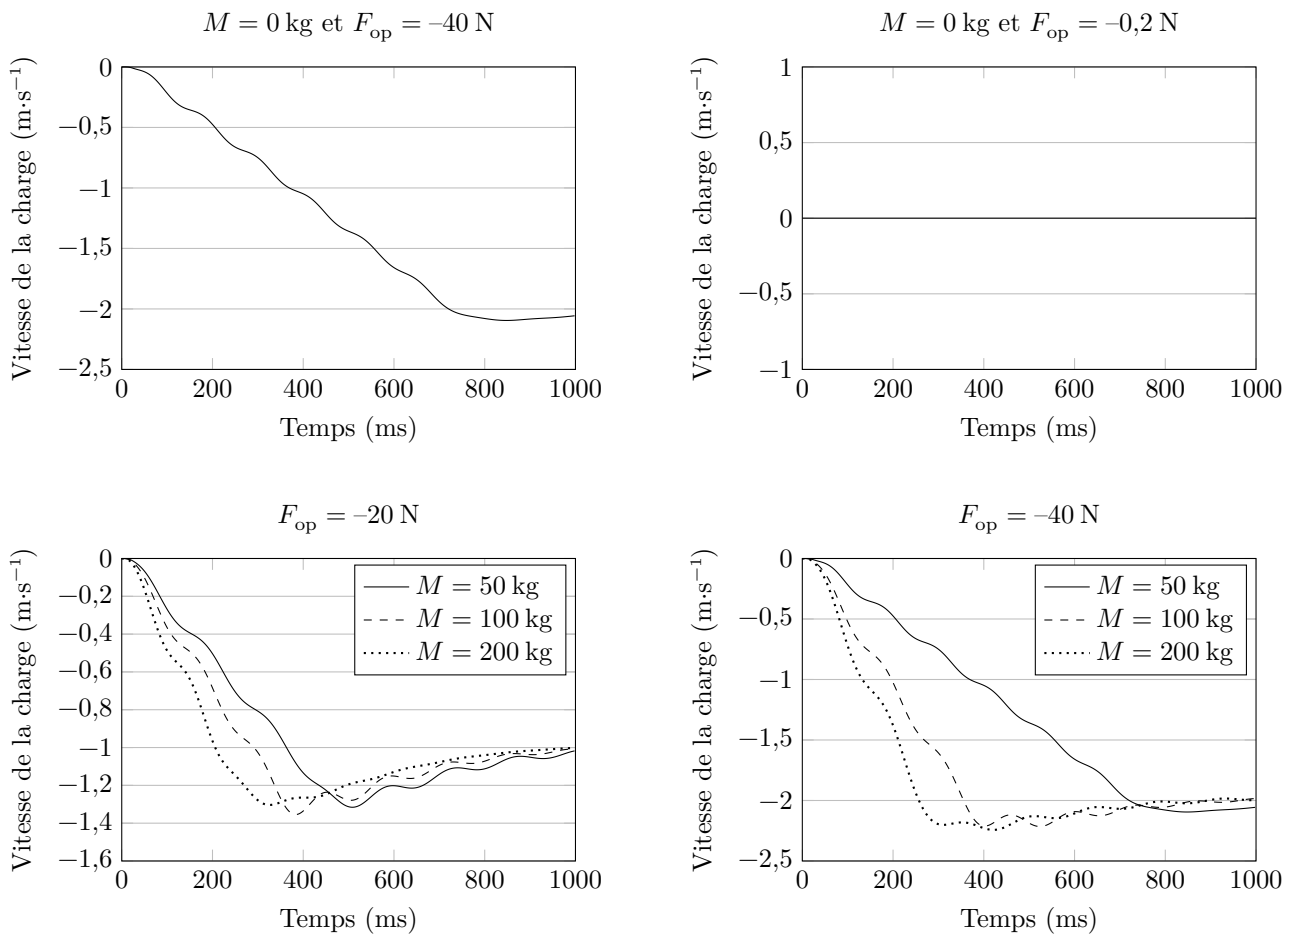 M = 0 kg et Fop = –40 N
Vitesse de la charge (m·s−1)
0
−0,5
−1
−1,5
−2
−2,5
0 200 400 600 800 1000
Temps (ms)
M = 0 kg et Fop = –0,2 N
Vitesse de la charge (m·s−1)
1
0,5
0
−0,5
−1
0 200 400 600 800 1000
Temps (ms)
Fop = –20 N
Vitesse de la charge (m·s−1)
0
−0,2
−0,4
−0,6
−0,8
−1
−1,2
−1,4
−1,6
M = 50 kg
M = 100 kg
M = 200 kg
0 200 400 600 800 1000
Temps (ms)
Fop = –40 N
Vitesse de la charge (m·s−1)
0
−0,5
−1
−1,5
−2
−2,5
M = 50 kg
M = 100 kg
M = 200 kg
0 200 400 600 800 1000
Temps (ms)